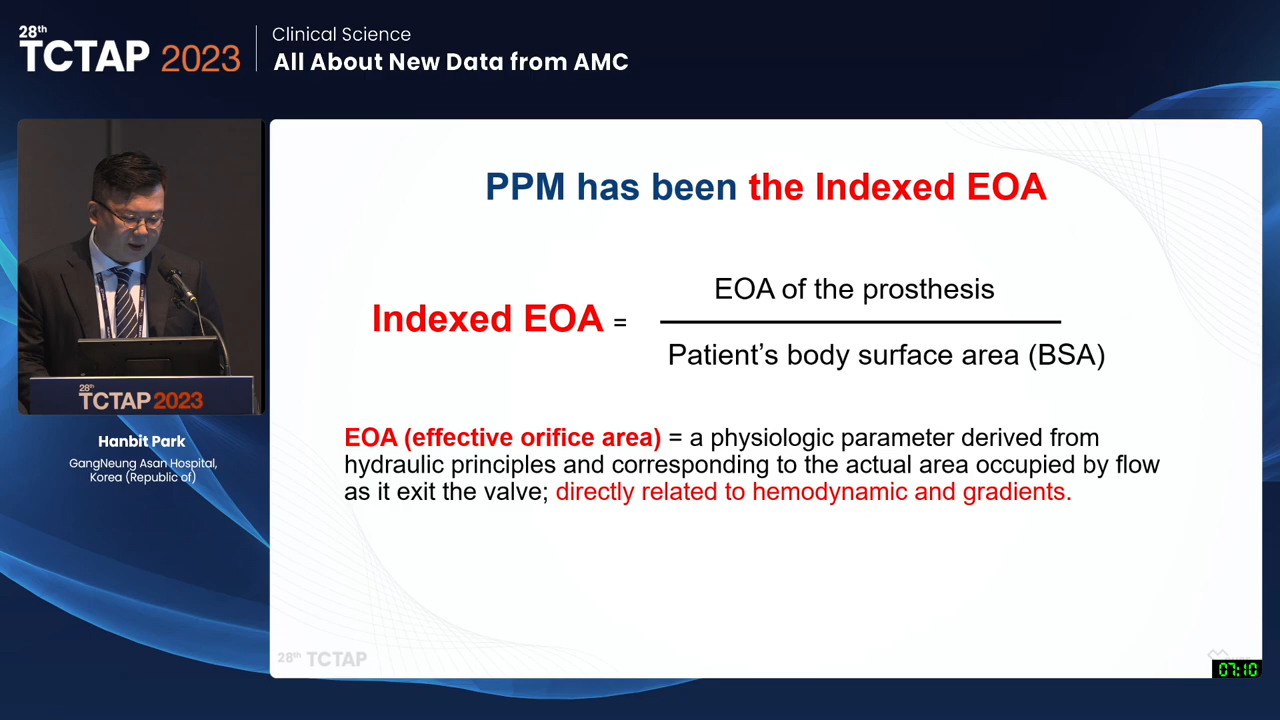 28th
TCTAP 2023
Clinical Science
All About New Data from AMC
28th
TCTAP 2023
Hanbit Park
GangNeung Asan Hospital,
Korea (Republic of)
PPM has been the Indexed EOA
Indexed EOA =
EOA of the prosthesis
Patient's body surface area (BSA)
EOA (effective orifice area) = a physiologic parameter derived from
hydraulic principles and corresponding to the actual area occupied by flow
as it exit the valve; directly related to hemodynamic and gradients.
28th TCTAP
07:10